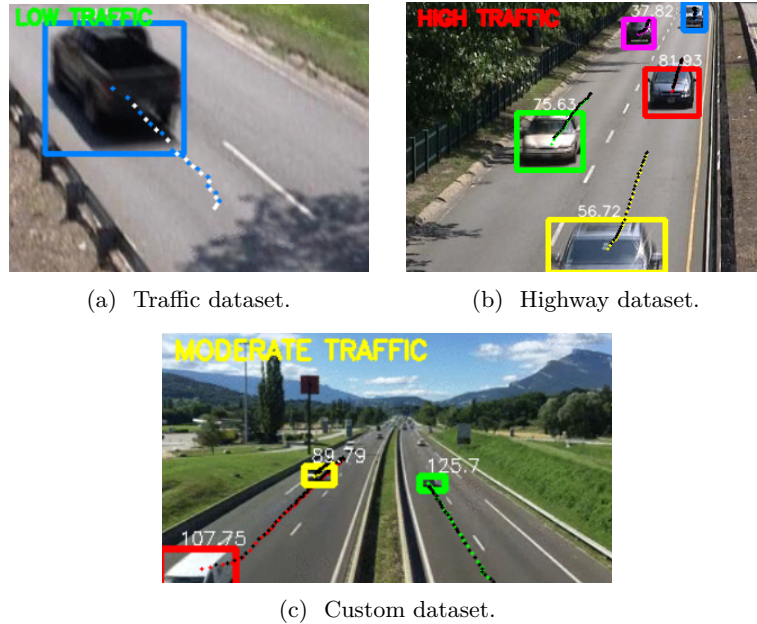 LOW TRAFFIC
HIGH TRAFFIC
37.82
81.93
75.63
56.72
(a) Traffic dataset.
(b) Highway dataset.
MODERATE TRAFFIC
89.79
125.7
107.75
(c) Custom dataset.